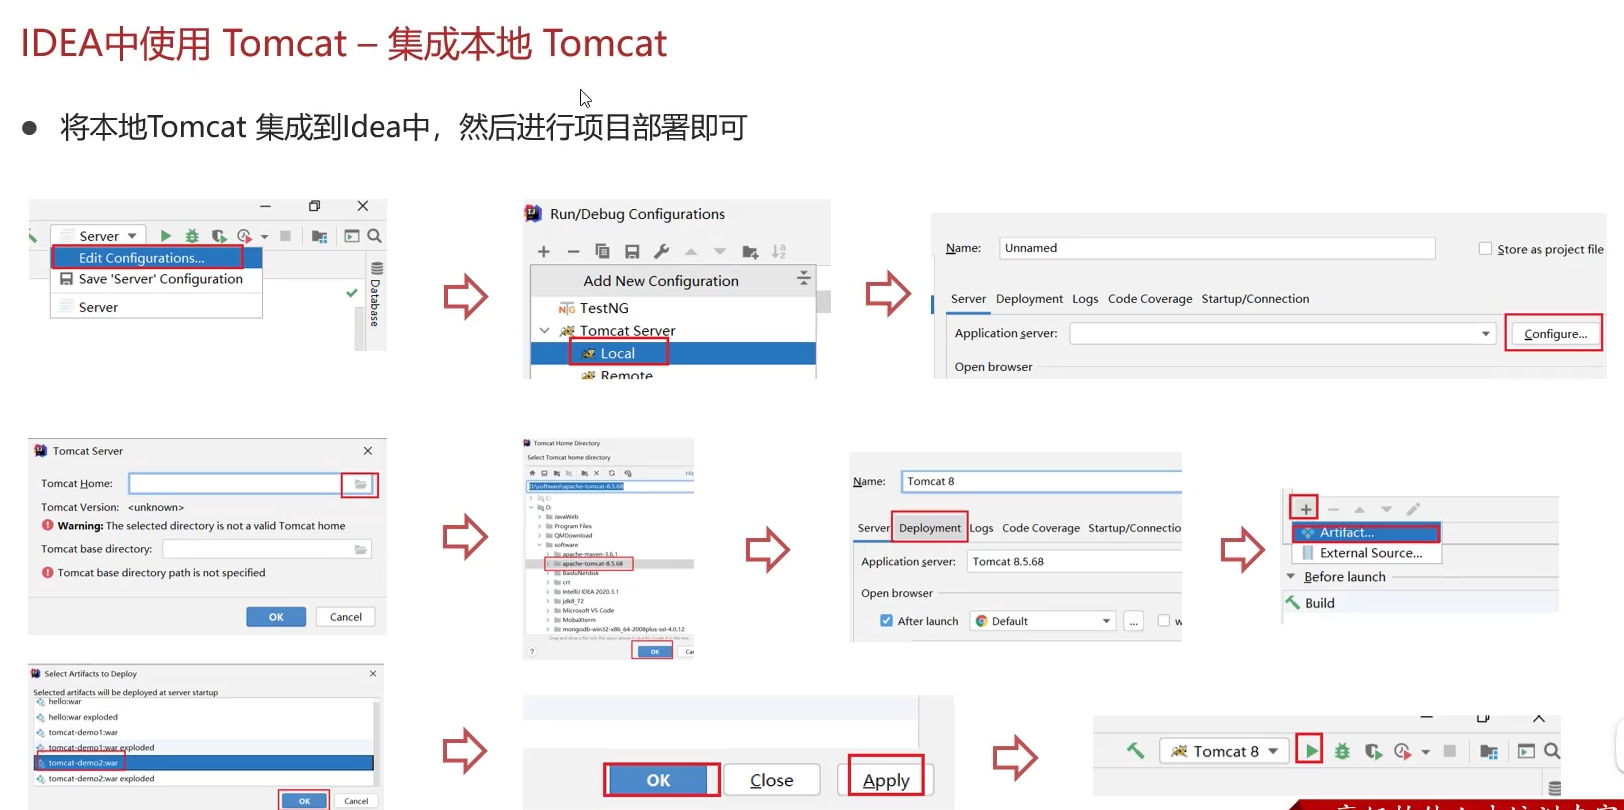 IDEA中使用 Tomcat – 集成本地 Tomcat
● 将本地Tomcat 集成到Idea中，然后进行项目部署即可
Server
Edit Configurations...
Save 'Server' Configuration
Server
Database
Run/Debug Configurations
Add New Configuration
TestNG
Tomcat Server
Local
Remote
Name: Unnamed
Store as project file
Server Deployment Logs Code Coverage Startup/Connection
Application server:
Configure...
Open browser
Tomcat Server
Tomcat Home:
Tomcat Version: <unknown>
Warning: The selected directory is not a valid Tomcat home
Tomcat base directory:
Tomcat base directory path is not specified
OK Cancel
Tomcat Home Directory
Select Tomcat home directory
D:\software\apache-tomcat-8.5.68
C:
D:
JavaWeb
Program Files
QMDownload
software
apache-maven-3.6.1
apache-tomcat-8.5.68
BaiduNetdisk
crt
IntelliJ IDEA 2020.3.1
jdk8_72
Microsoft VS Code
MobaXterm
mongodb-win32-x86_64-2008plus-ssl-4.0.12
OK
Name: Tomcat 8
Server Deployment Logs Code Coverage Startup/Connectio
Application server: Tomcat 8.5.68
Open browser
After launch Default ...
Artifact...
External Source...
Before launch
Build
Select Artifacts to Deploy
Selected artifacts will be deployed at server startup
hello:war
hello:war exploded
tomcat-demo1:war
tomcat-demo1:war exploded
tomcat-demo2:war
tomcat-demo2:war exploded
OK Cancel
OK Close Apply
Tomcat 8